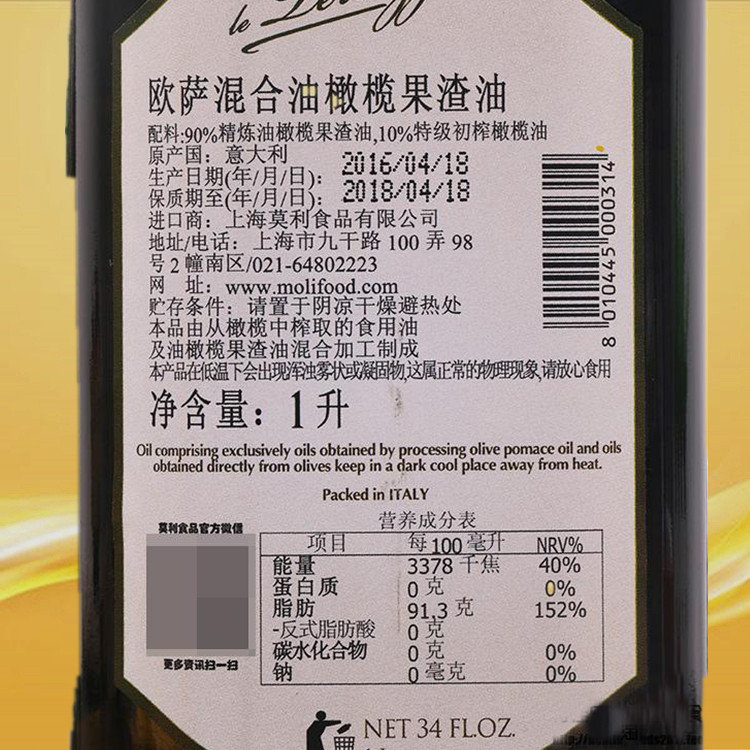 le
欧萨混合油橄榄果渣油
配料:90%精炼油橄榄果渣油,10%特级初榨橄榄油
原产国：意大利
生产日期(年/月/日)：2016/04/18
保质期至(年/月/日)：2018/04/18
进口商：上海莫利食品有限公司
地址/电话：上海市九干路 100 弄 98
号 2 幢南区/021-64802223
网 址：www.molifood.com
贮存条件：请置于阴凉干燥避热处
本品由从橄榄中榨取的食用油
及油橄榄果渣油混合加工制成
本产品在低温下会出现浑浊雾状或凝固物,这属正常的物理现象,请放心食用
净含量：1升
8 010445 000314
Oil comprising exclusively oils obtained by processing olive pomace oil and oils
obtained directly from olives keep in a dark cool place away from heat.
Packed in ITALY
莫利食品官方微信
更多资讯扫一扫
营养成分表
项目 每100毫升 NRV%
能量 3378 千焦 40%
蛋白质 0 克 0%
脂肪 91.3 克 152%
-反式脂肪酸 0 克
碳水化合物 0 克 0%
钠 0 毫克 0%
NET 34 FL.OZ.